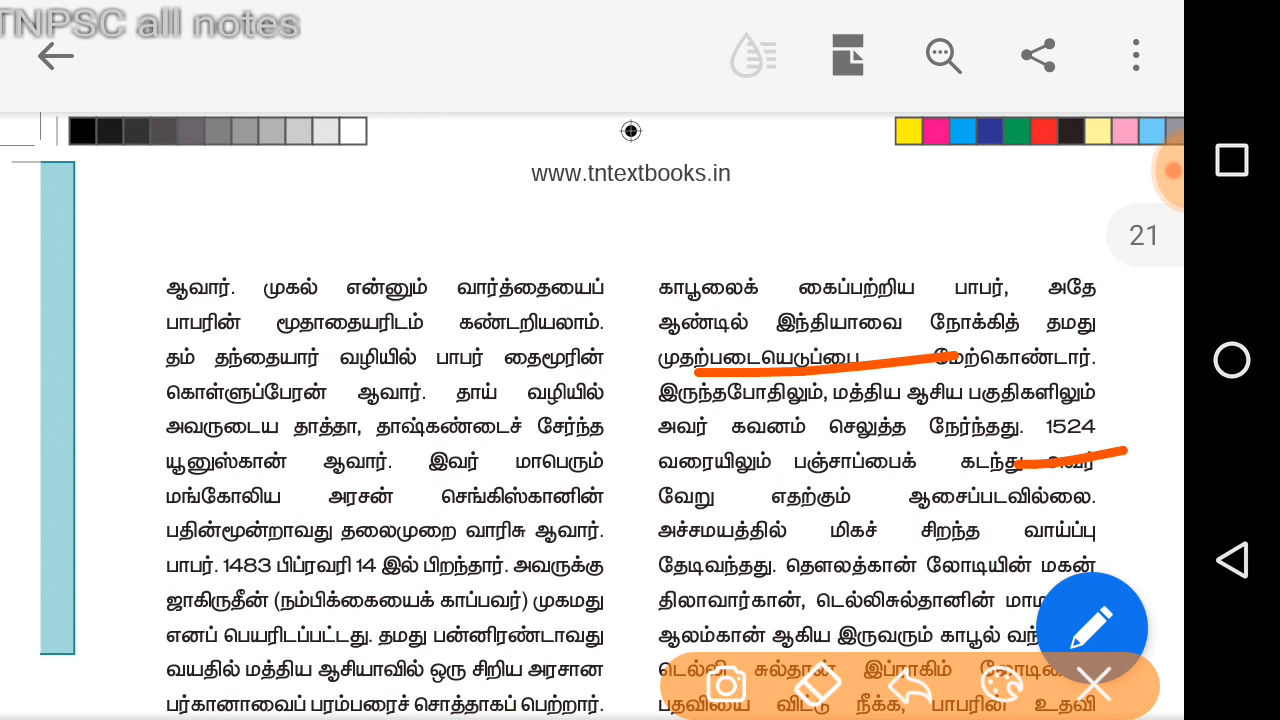 TNPSC all notes
www.tntextbooks.in
21
ஆவார். முகல் என்னும் வார்த்தையைப்
பாபரின் மூதாதையரிடம் கண்டறியலாம்.
தம் தந்தையார் வழியில் பாபர் தைமூரின்
கொள்ளுப்பேரன் ஆவார். தாய் வழியில்
அவருடைய தாத்தா, தாஷ்கண்டைச் சேர்ந்த
யூனுஸ்கான் ஆவார். இவர் மாபெரும்
மங்கோலிய அரசன் செங்கிஸ்கானின்
பதின்மூன்றாவது தலைமுறை வாரிசு ஆவார்.
பாபர். 1483 பிப்ரவரி 14 இல் பிறந்தார். அவருக்கு
ஜாகிருதீன் (நம்பிக்கையைக் காப்பவர்) முகமது
எனப் பெயரிடப்பட்டது. தமது பன்னிரண்டாவது
வயதில் மத்திய ஆசியாவில் ஒரு சிறிய அரசான
பர்கானாவைப் பரம்பரைச் சொத்தாகப் பெற்றார்.
காபூலைக் கைப்பற்றிய பாபர், அதே
ஆண்டில் இந்தியாவை நோக்கித் தமது
முதற்படையெடுப்பை மேற்கொண்டார்.
இருந்தபோதிலும், மத்திய ஆசிய பகுதிகளிலும்
அவர் கவனம் செலுத்த நேர்ந்தது. 1524
வரையிலும் பஞ்சாப்பைக் கடந்து அவர்
வேறு எதற்கும் ஆசைப்படவில்லை.
அச்சமயத்தில் மிகச் சிறந்த வாய்ப்பு
தேடிவந்தது. தௌலத்கான் லோடியின் மகன்
திலாவார்கான், டெல்லிசுல்தானின்
ஆலம்கான் ஆகிய இருவரும் காபூல்
டெல்லி சுல்தான் இப்ராகிம்
பதவியை விட்டு நீக்க, பாபரின் உதவி